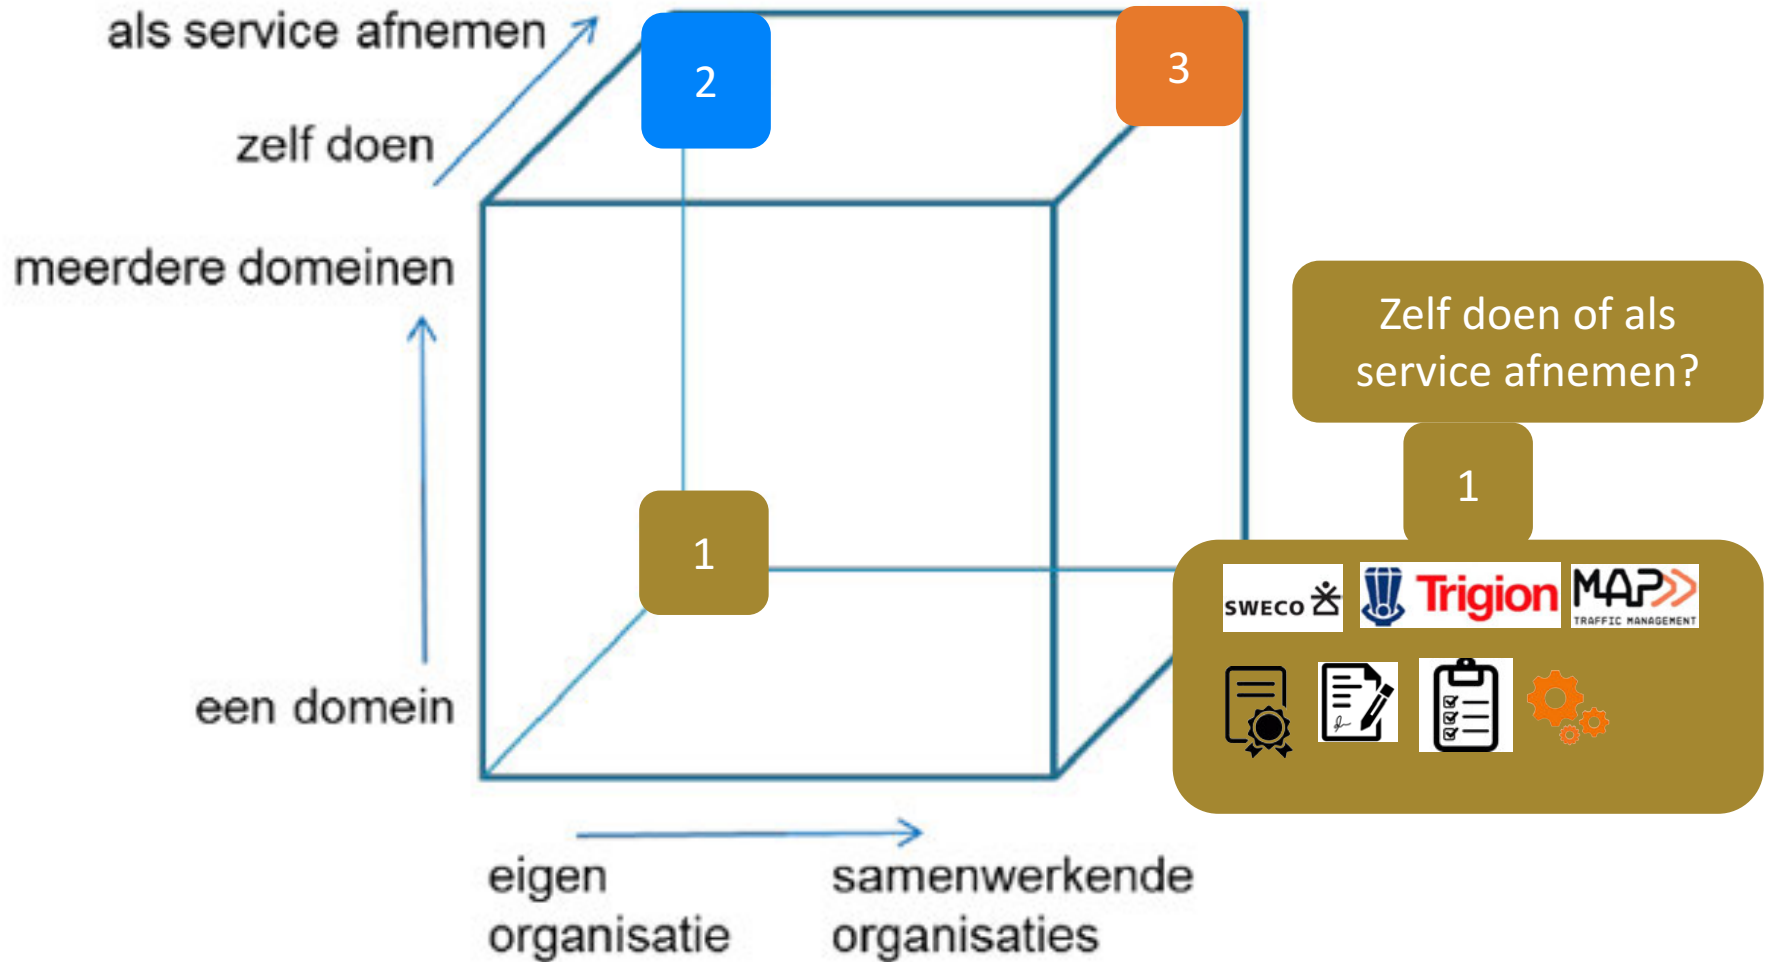 als service afnemen
2
3
zelf doen
meerdere domeinen
Zelf doen of als
service afnemen?
1
1
SWECO
Trigion
MAP
TRAFFIC MANAGEMENT
een domein
eigen
organisatie
samenwerkende
organisaties